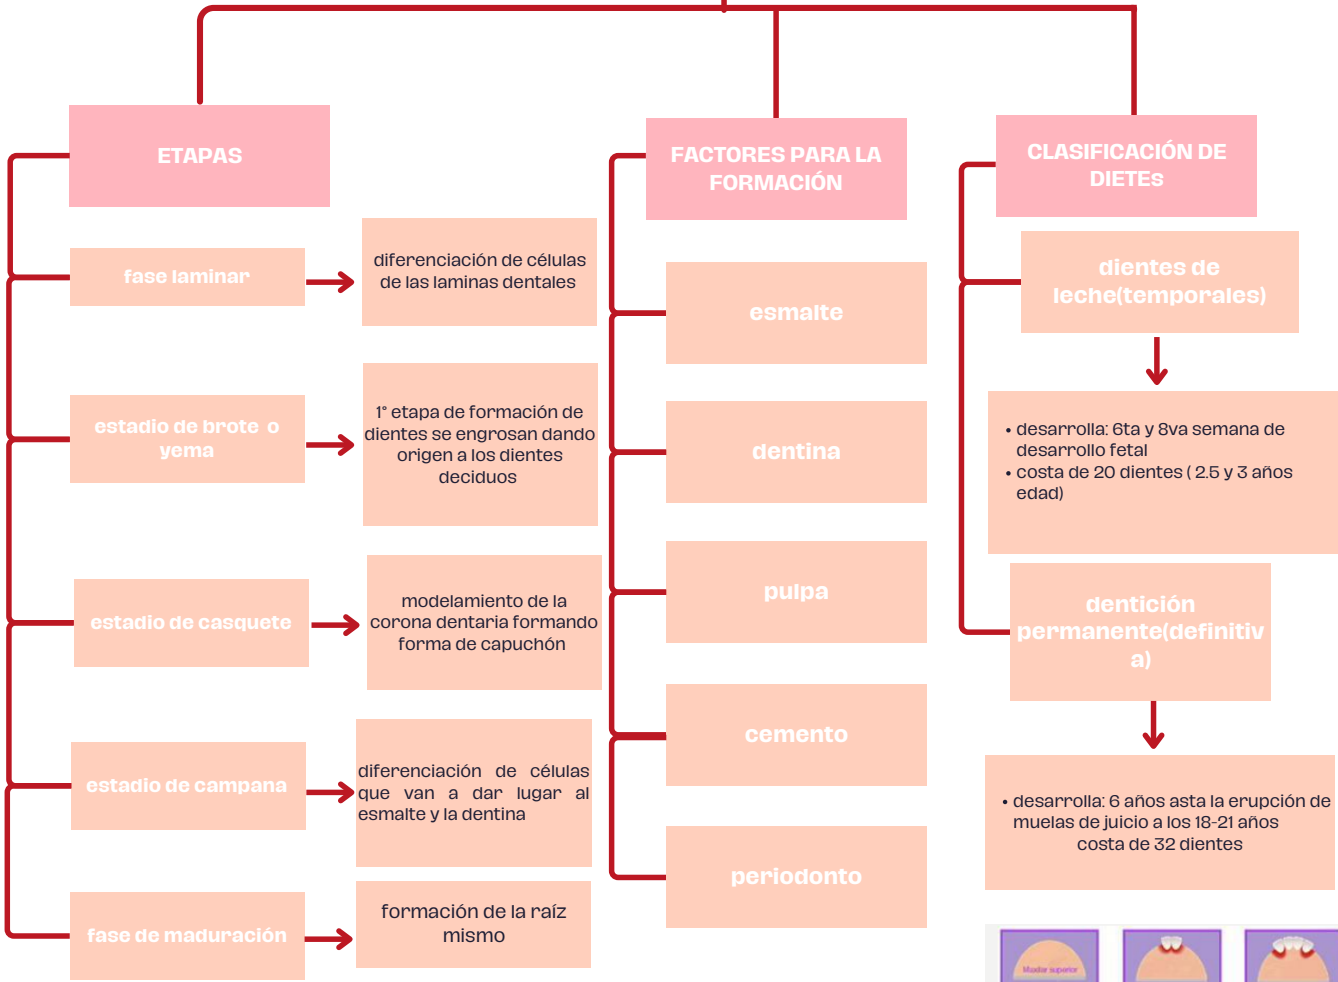 ETAPAS
fase laminar
diferenciación de células
de las laminas dentales
estadio de brote o
yema
1° etapa de formación de
dientes se engrosan dando
origen a los dientes
deciduos
estadio de casquete
modelamiento de la
corona dentaria formando
forma de capuchón
estadio de campana
diferenciación de células
que van a dar lugar al
esmalte y la dentina
fase de maduración
formación de la raíz
mismo
FACTORES PARA LA
FORMACIÓN
esmalte
dentina
pulpa
cemento
periodonto
CLASIFICACIÓN DE
DIETEs
dientes de
leche(temporales)
• desarrolla: 6ta y 8va semana de
desarrollo fetal
• costa de 20 dientes ( 2.5 y 3 años
edad)
dentición
permanente(definitiv
a)
• desarrolla: 6 años asta la erupción de
muelas de juicio a los 18-21 años
costa de 32 dientes
Maxilar superior